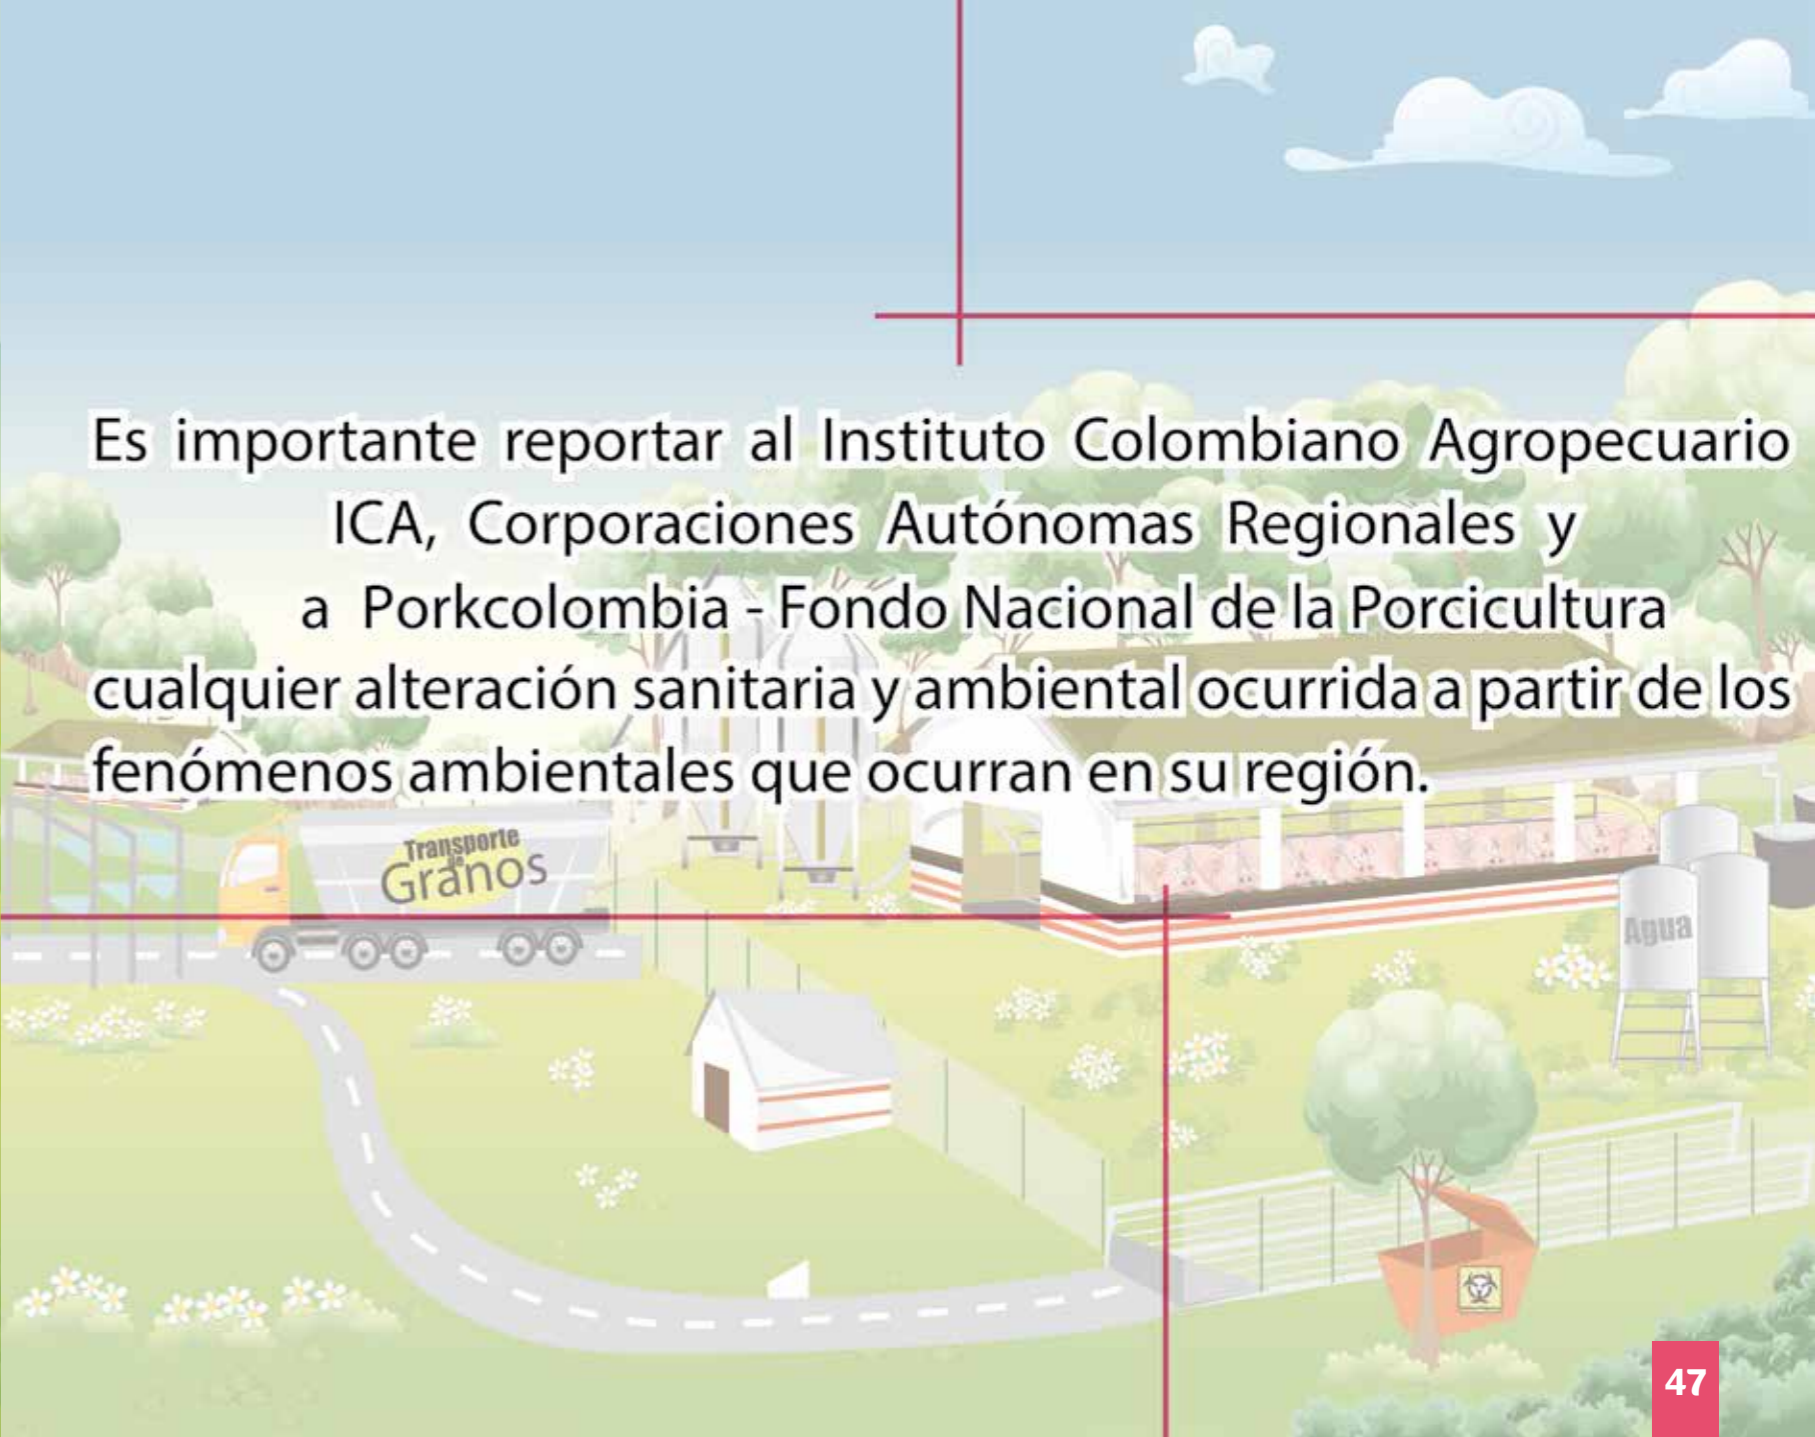 Es importante reportar al Instituto Colombiano Agropecuario
ICA, Corporaciones Autónomas Regionales y
a Porkcolombia - Fondo Nacional de la Porcicultura
cualquier alteración sanitaria y ambiental ocurrida a partir de los
fenómenos ambientales que ocurran en su región.
Transporte
de
Granos
Agua
47